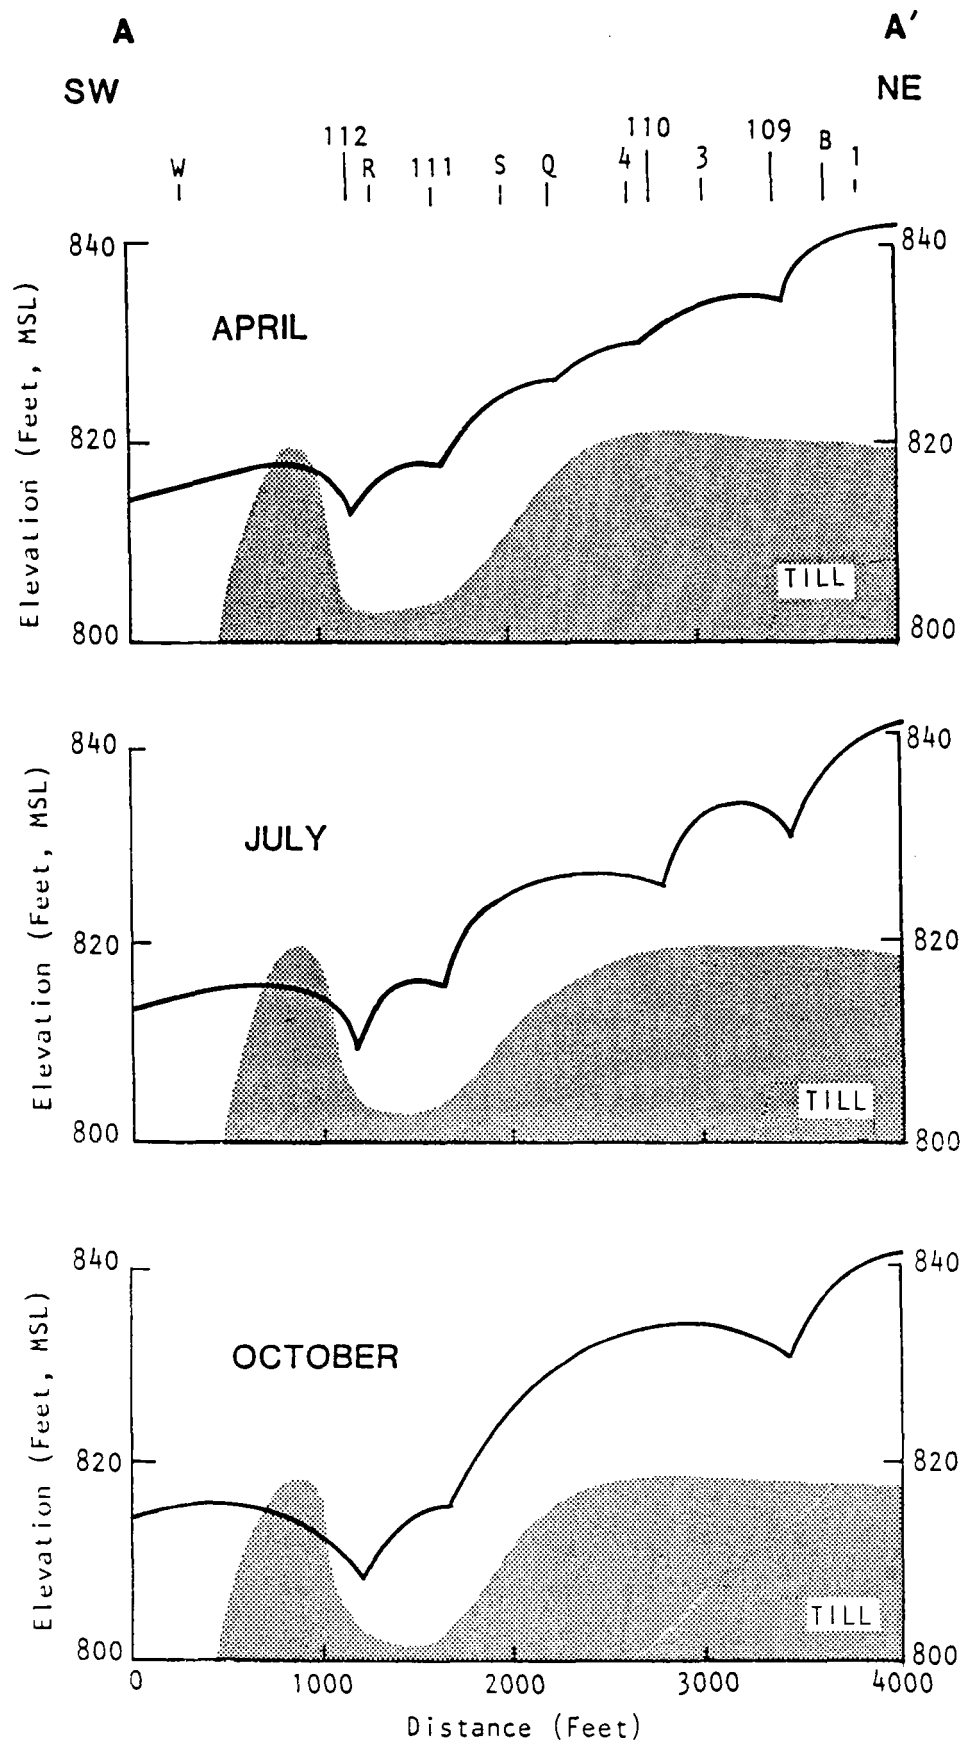 A A′
SW NE
112 110 109
W R 111 S Q 4 3 B 1
840 840
APRIL
820 820
TILL
800 800
Elevation (Feet, MSL)
840 840
JULY
820 820
TILL
800 800
Elevation (Feet, MSL)
840 840
OCTOBER
820 820
TILL
800 800
Elevation (Feet, MSL)
0 1000 2000 3000 4000
Distance (Feet)